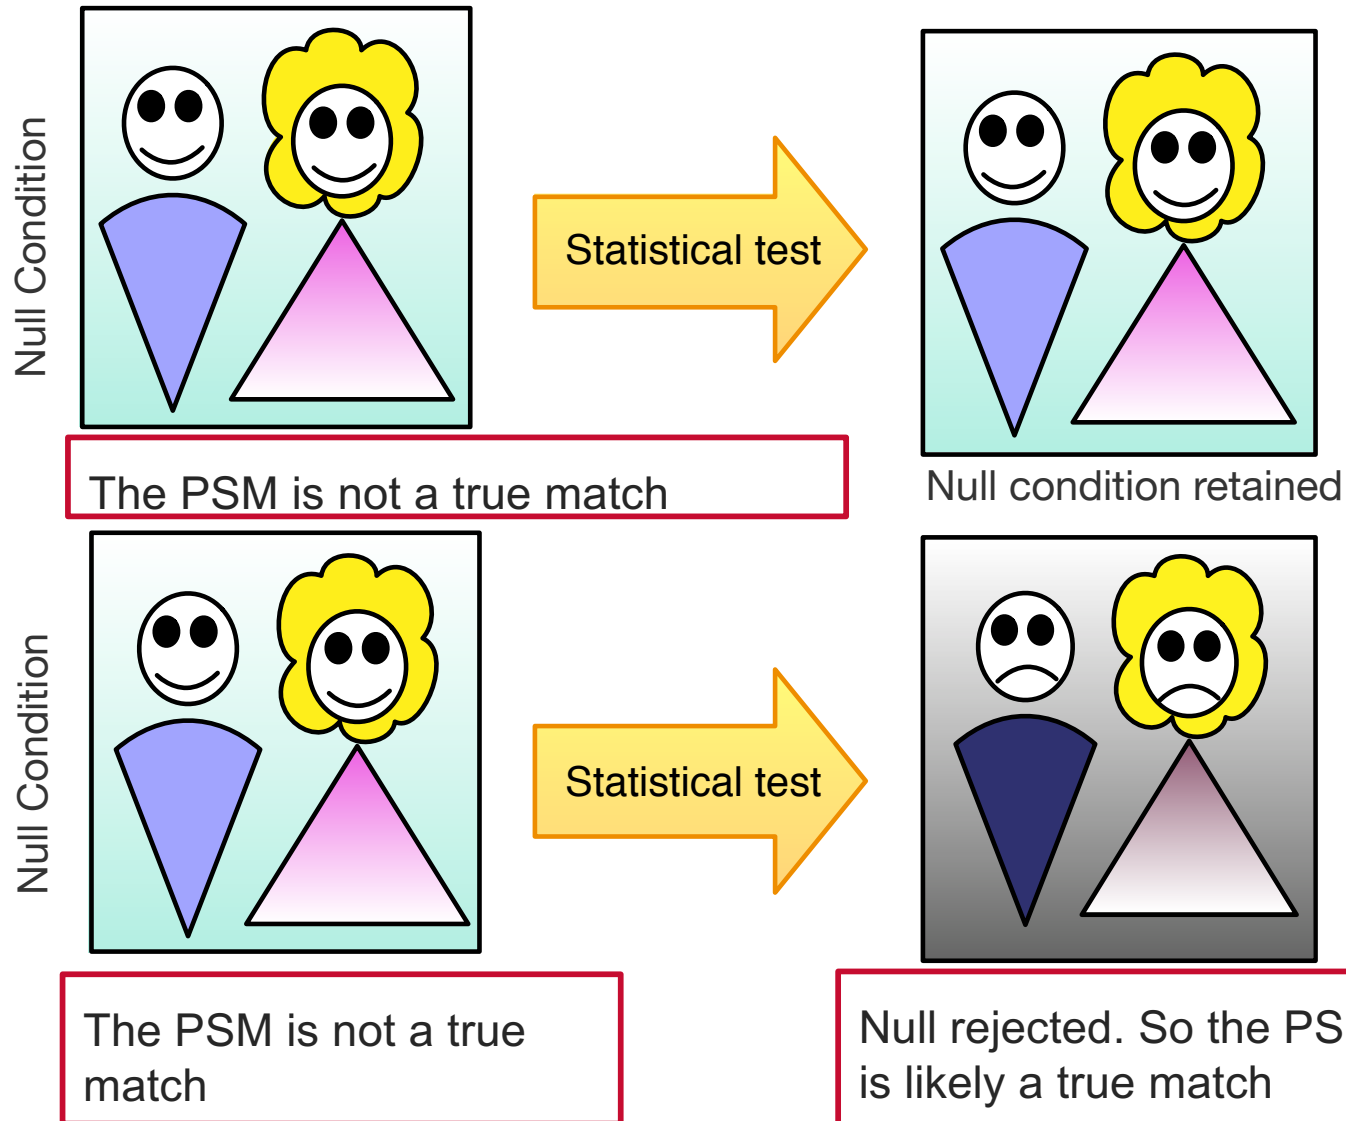 Null Condition
Statistical test
The PSM is not a true match
Null condition retained
Null Condition
Statistical test
The PSM is not a true
match
Null rejected. So the PS
is likely a true match